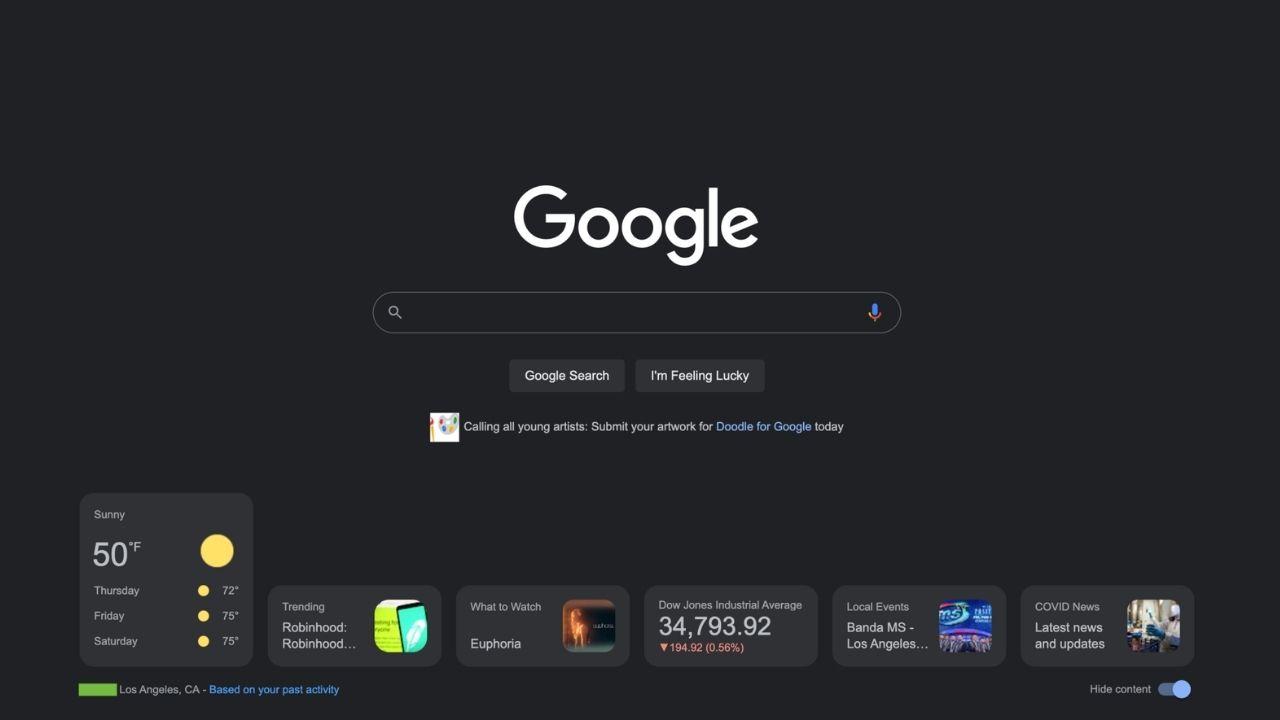 Google
Google Search
I'm Feeling Lucky
Calling all young artists: Submit your artwork for Doodle for Google today
Sunny
50°F
Thursday 72°
Friday 75°
Saturday 75°
Trending
Robinhood:
Robinhood…
What to Watch
Euphoria
euphoria
Dow Jones Industrial Average
34,793.92
▼194.92 (0.56%)
Local Events
Banda MS -
Los Angeles…
COVID News
Latest news
and updates
Los Angeles, CA - Based on your past activity
Hide content